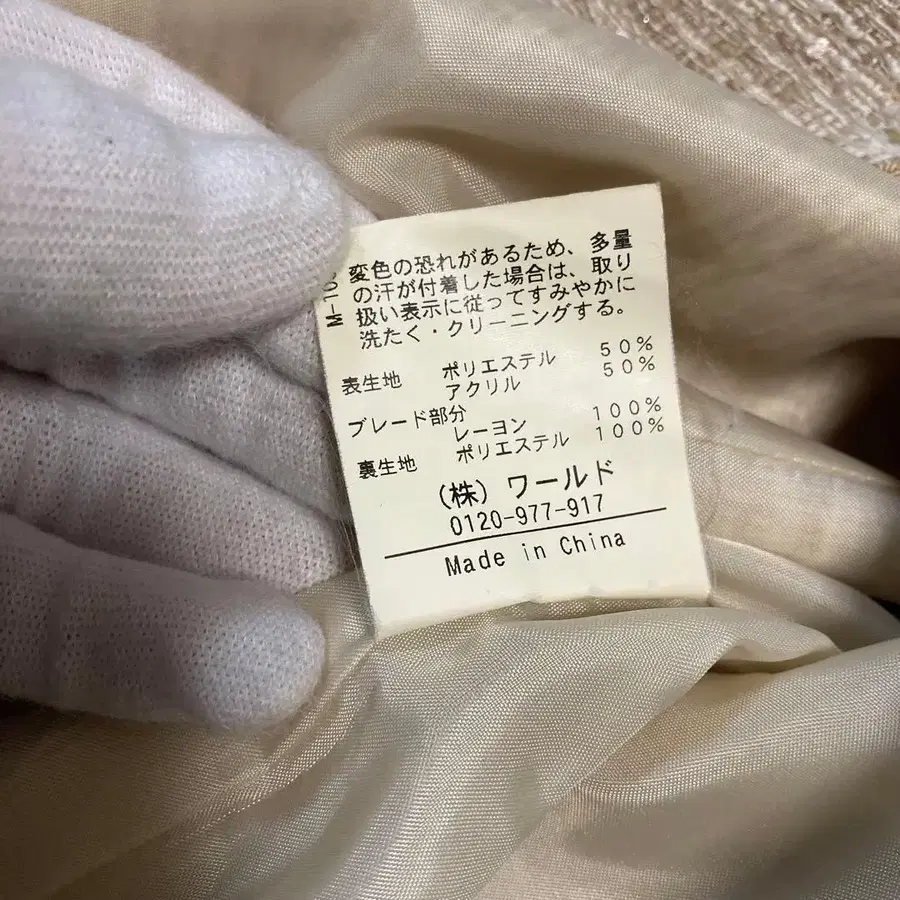 変色の恐れがあるため、多量
の汗が付着した場合は、取り
扱い表示に従ってすみやかに
洗たく・クリーニングする。
表生地 ポリエステル 50%
アクリル 50%
ブレード部分
レーヨン 100%
裏生地 ポリエステル 100%
(株) ワールド
0120-977-917
Made in China